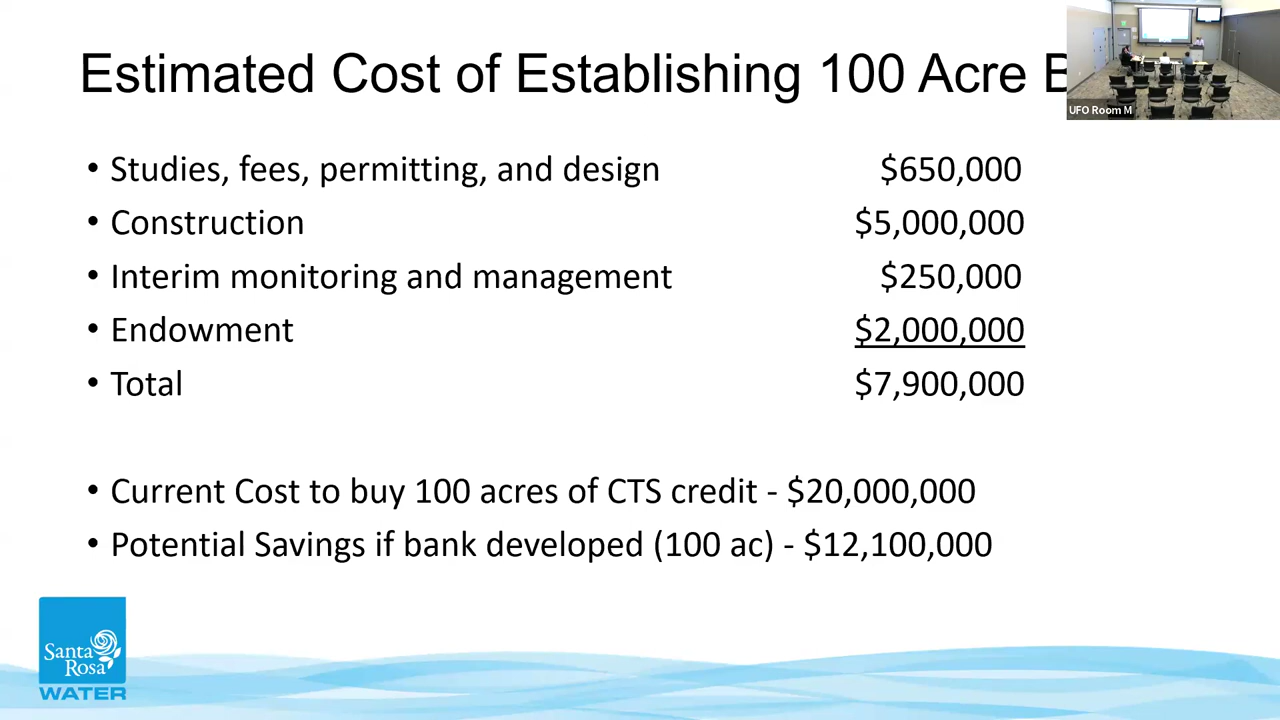 Estimated Cost of Establishing 100 Acre
UFO Room M
• Studies, fees, permitting, and design $650,000
• Construction $5,000,000
• Interim monitoring and management $250,000
• Endowment $2,000,000
• Total $7,900,000
• Current Cost to buy 100 acres of CTS credit - $20,000,000
• Potential Savings if bank developed (100 ac) - $12,100,000
Santa
Rosa
WATER